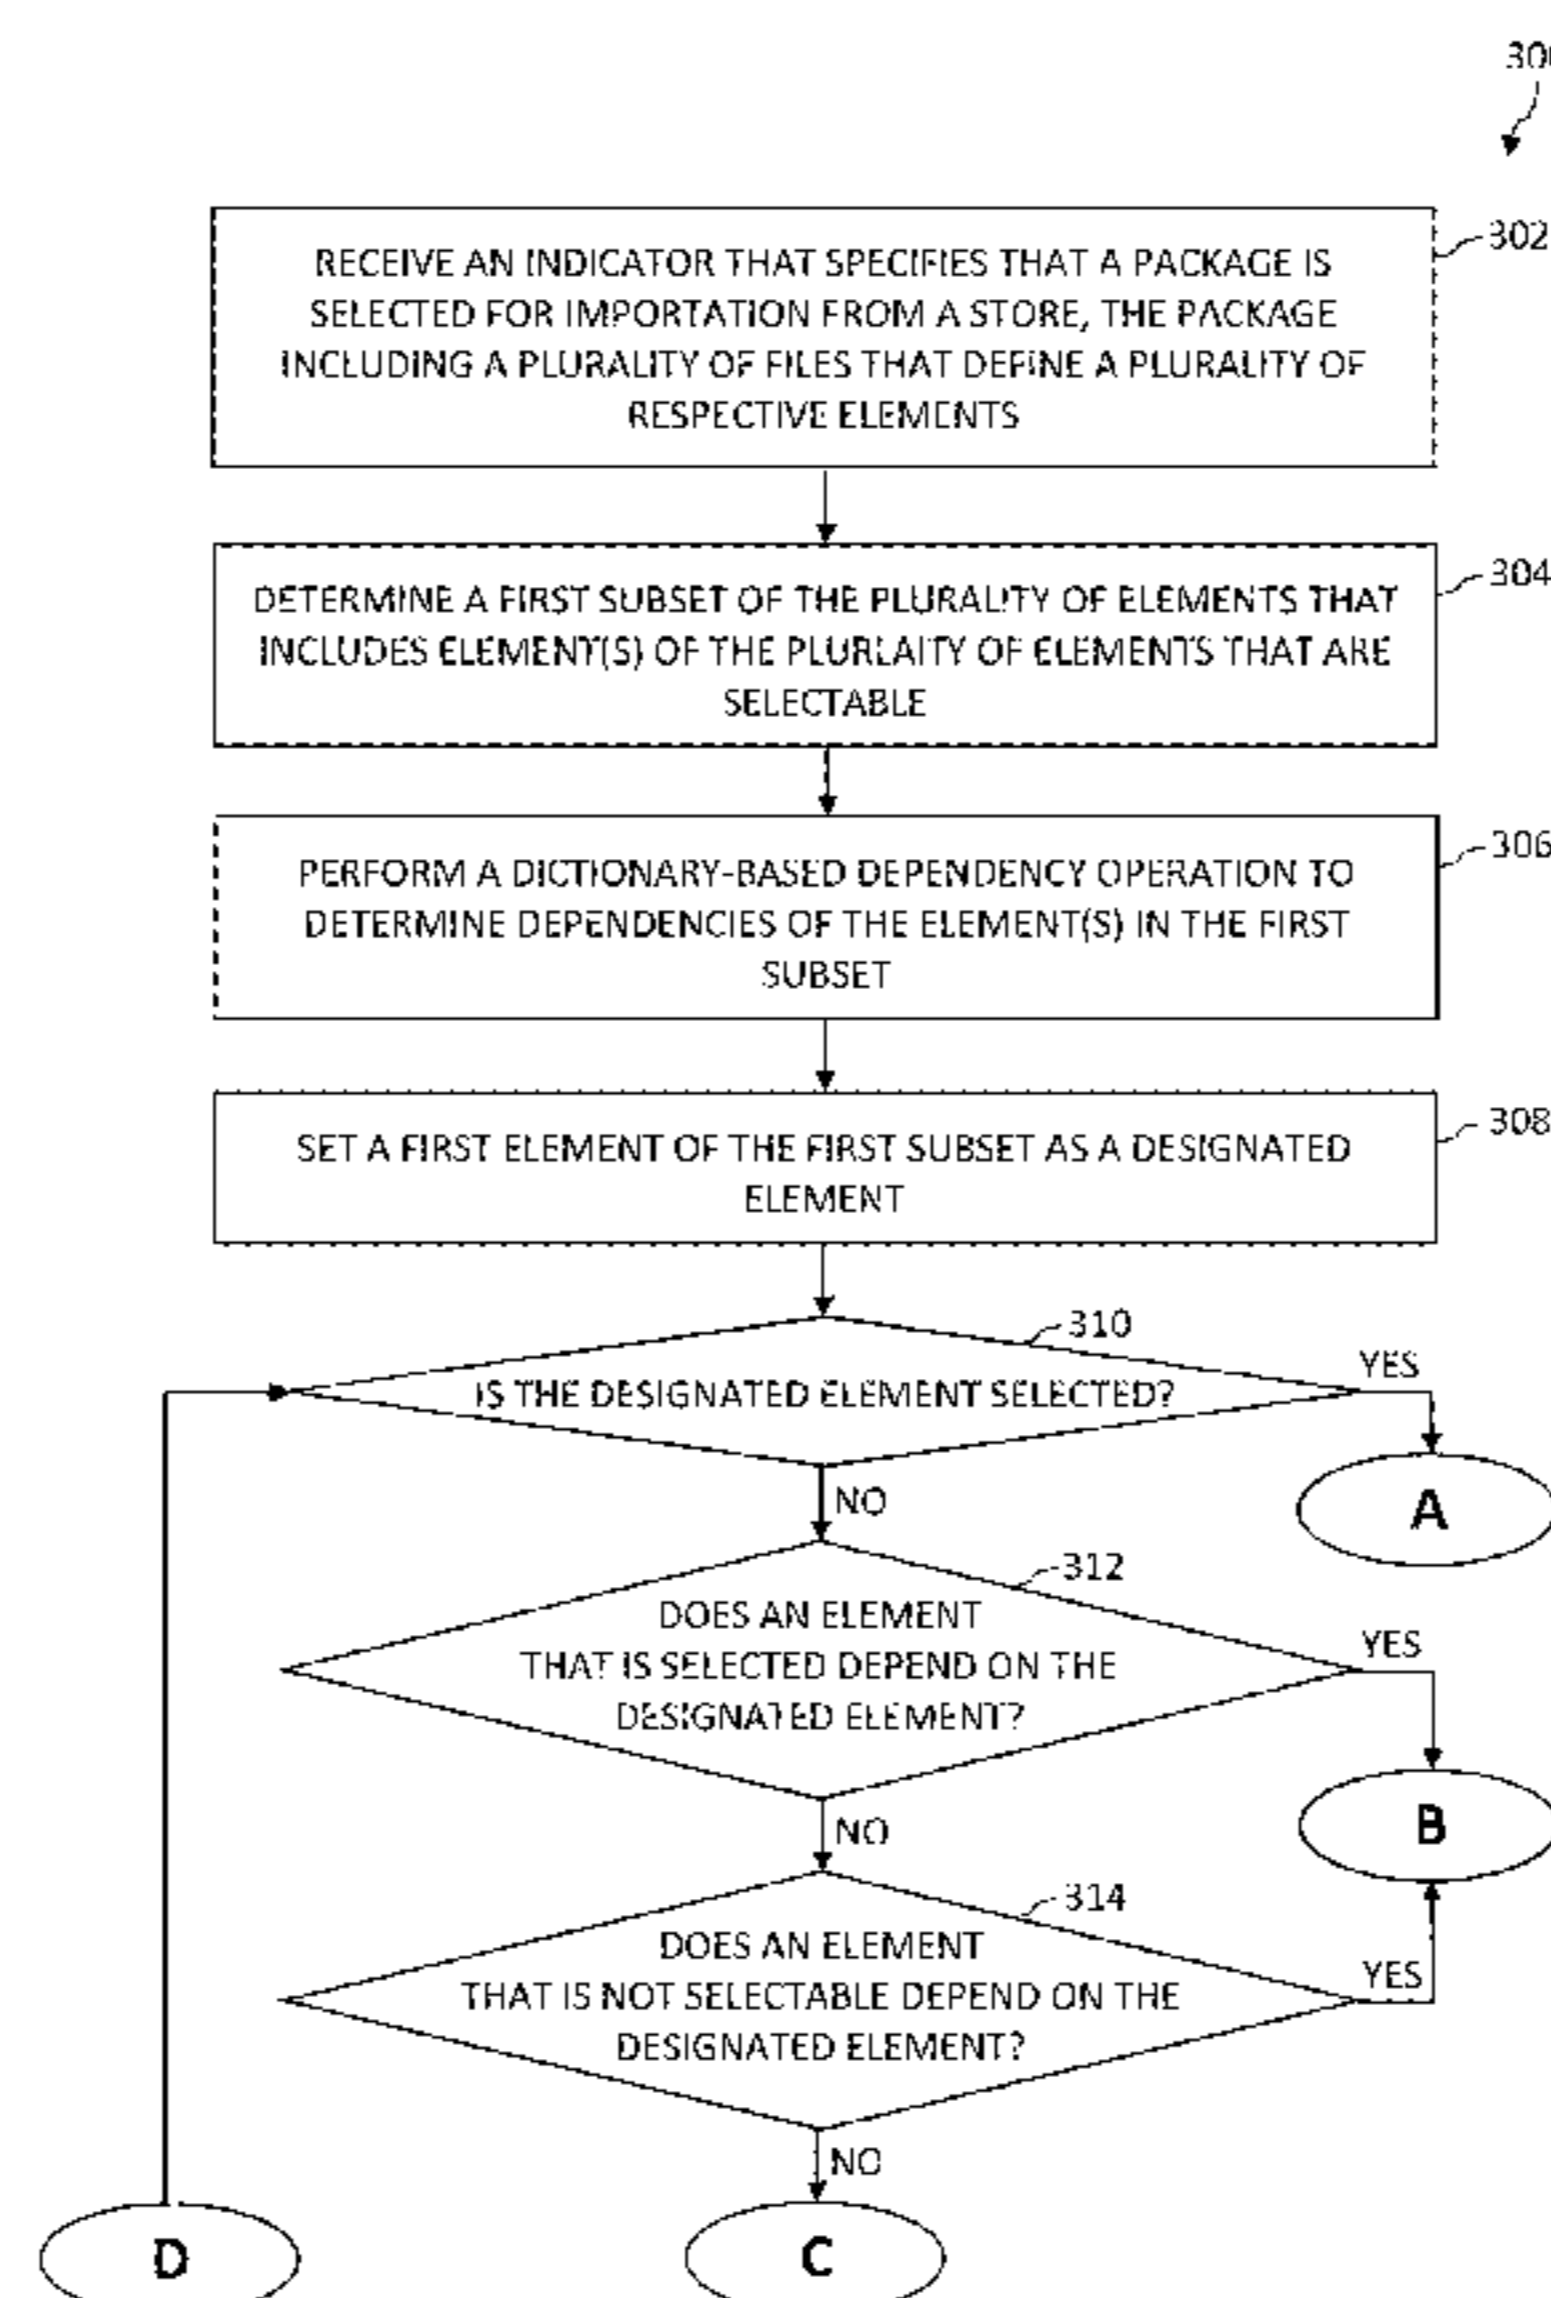 302
RECEIVE AN INDICATOR THAT SPECIFIES THAT A PACKAGE IS
SELECTED FOR IMPORTATION FROM A STORE, THE PACKAGE
INCLUDING A PLURALITY OF FILES THAT DEFINE A PLURALITY OF
RESPECTIVE ELEMENTS
304
DETERMINE A FIRST SUBSET OF THE PLURALITY OF ELEMENTS THAT
INCLUDES ELEMENT(S) OF THE PLURLAITY OF ELEMENTS THAT ARE
SELECTABLE
306
PERFORM A DICTIONARY-BASED DEPENDENCY OPERATION TO
DETERMINE DEPENDENCIES OF THE ELEMENT(S) IN THE FIRST
SUBSET
308
SET A FIRST ELEMENT OF THE FIRST SUBSET AS A DESIGNATED
ELEMENT
310
IS THE DESIGNATED ELEMENT SELECTED?
YES
A
NO
312
DOES AN ELEMENT
THAT IS SELECTED DEPEND ON THE
DESIGNATED ELEMENT?
YES
B
NO
314
DOES AN ELEMENT
THAT IS NOT SELECTABLE DEPEND ON THE
DESIGNATED ELEMENT?
YES
NO
D
C